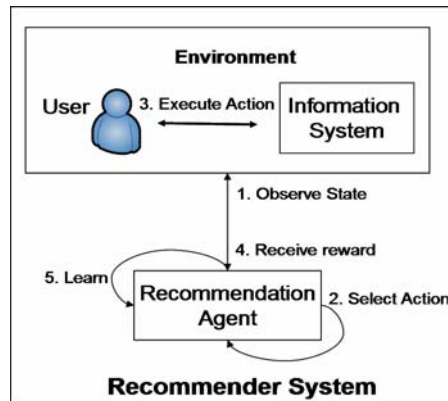 Environment
User
3. Execute Action
Information
System
1. Observe State
4. Receive reward
5. Learn
Recommendation
Agent
2. Select Action
Recommender System